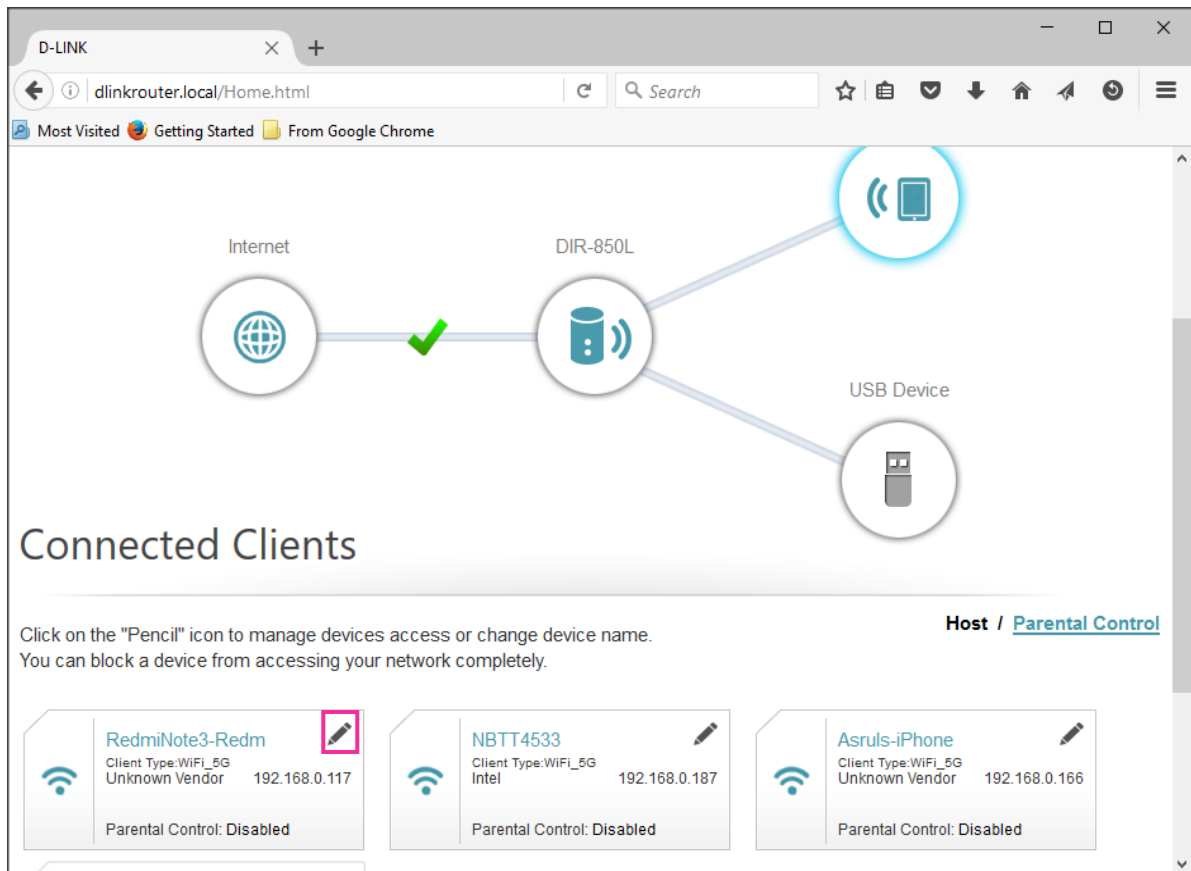 D-LINK
dlinkrouter.local/Home.html
Search
Most Visited Getting Started From Google Chrome
Internet
DIR-850L
USB Device
Connected Clients
Host / Parental Control
Click on the "Pencil" icon to manage devices access or change device name.
You can block a device from accessing your network completely.
RedmiNote3-Redm
Client Type:WiFi_5G
Unknown Vendor 192.168.0.117
Parental Control: Disabled
NBTT4533
Client Type:WiFi_5G
Intel 192.168.0.187
Parental Control: Disabled
Asruls-iPhone
Client Type:WiFi_5G
Unknown Vendor 192.168.0.166
Parental Control: Disabled